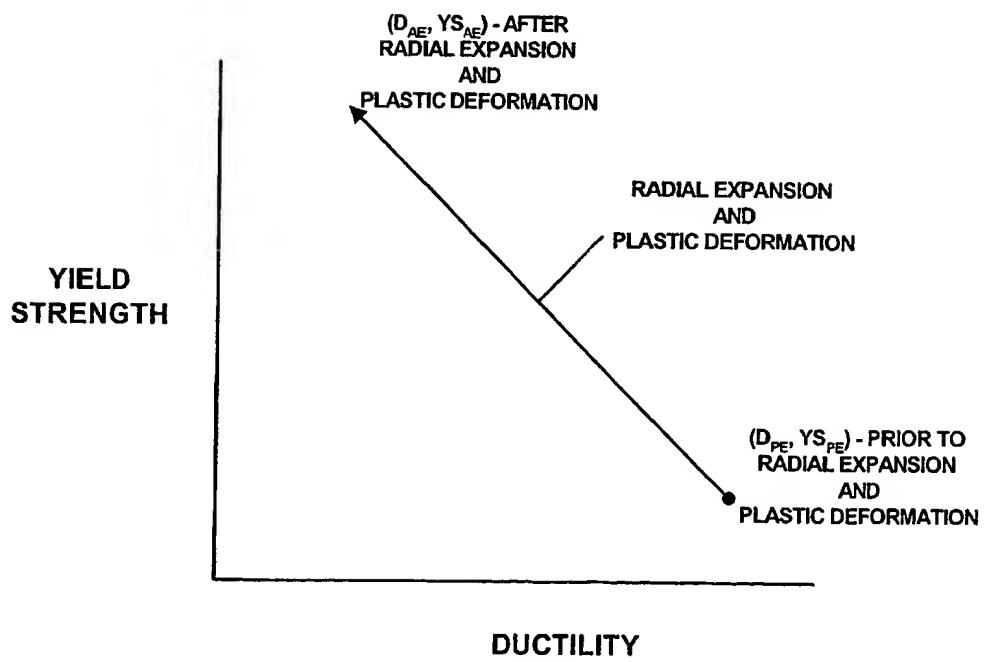 (D_AE, YS_AE) - AFTER
RADIAL EXPANSION
AND
PLASTIC DEFORMATION
RADIAL EXPANSION
AND
PLASTIC DEFORMATION
YIELD
STRENGTH
(D_PE, YS_PE) - PRIOR TO
RADIAL EXPANSION
AND
PLASTIC DEFORMATION
DUCTILITY